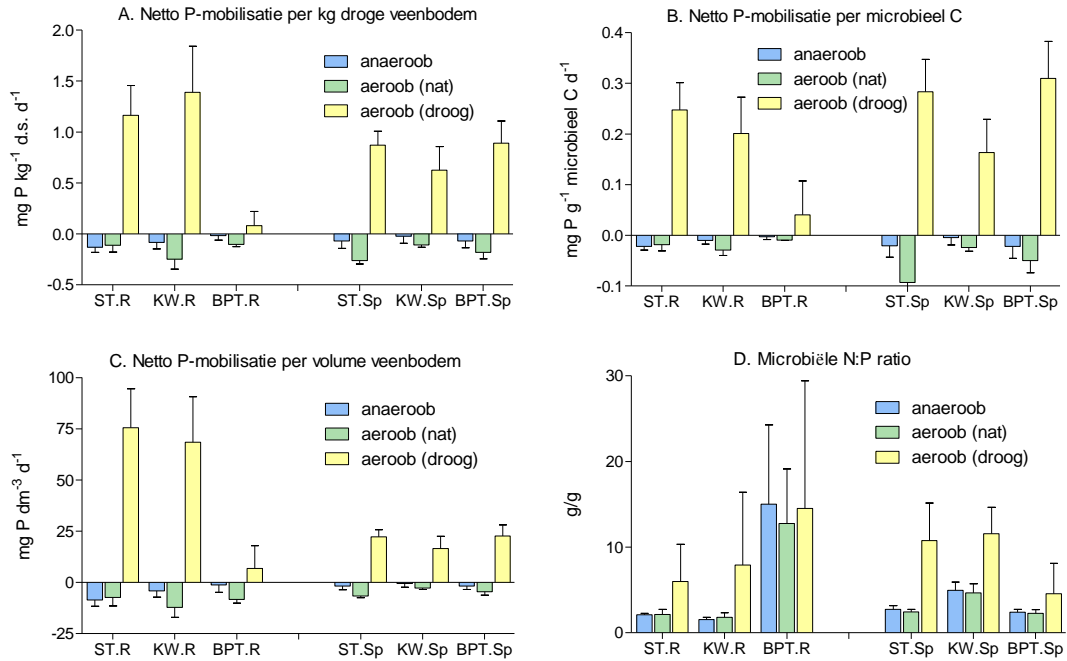 A. Netto P-mobilisatie per kg droge veenbodem
mg P kg-1 d.s. d-1
2.0
1.5
1.0
0.5
0.0
-0.5
anaeroob
aeroob (nat)
aeroob (droog)
ST.R KW.R BPT.R ST.Sp KW.Sp BPT.Sp
B. Netto P-mobilisatie per microbieel C
mg P g-1 microbieel C d-1
0.4
0.3
0.2
0.1
0.0
-0.1
anaeroob
aeroob (nat)
aeroob (droog)
ST.R KW.R BPT.R ST.Sp KW.Sp BPT.Sp
C. Netto P-mobilisatie per volume veenbodem
mg P dm-3 d-1
100
75
50
25
0
-25
anaeroob
aeroob (nat)
aeroob (droog)
ST.R KW.R BPT.R ST.Sp KW.Sp BPT.Sp
D. Microbiële N:P ratio
g/g
30
20
10
0
anaeroob
aeroob (nat)
aeroob (droog)
ST.R KW.R BPT.R ST.Sp KW.Sp BPT.Sp